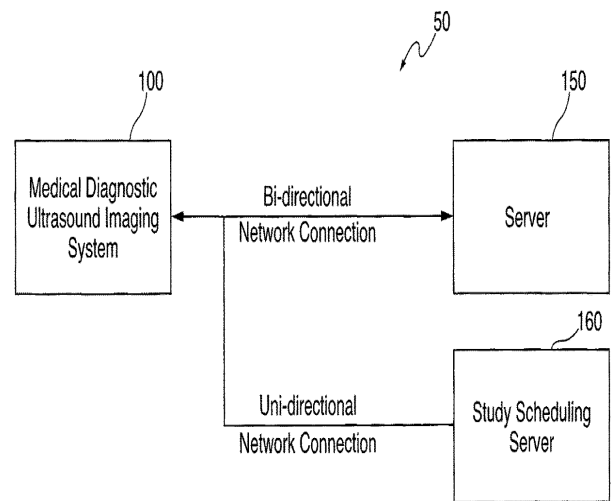 50
100
150
Medical Diagnostic
Ultrasound Imaging
System
Bi-directional
Network Connection
Server
160
Uni-directional
Network Connection
Study Scheduling
Server